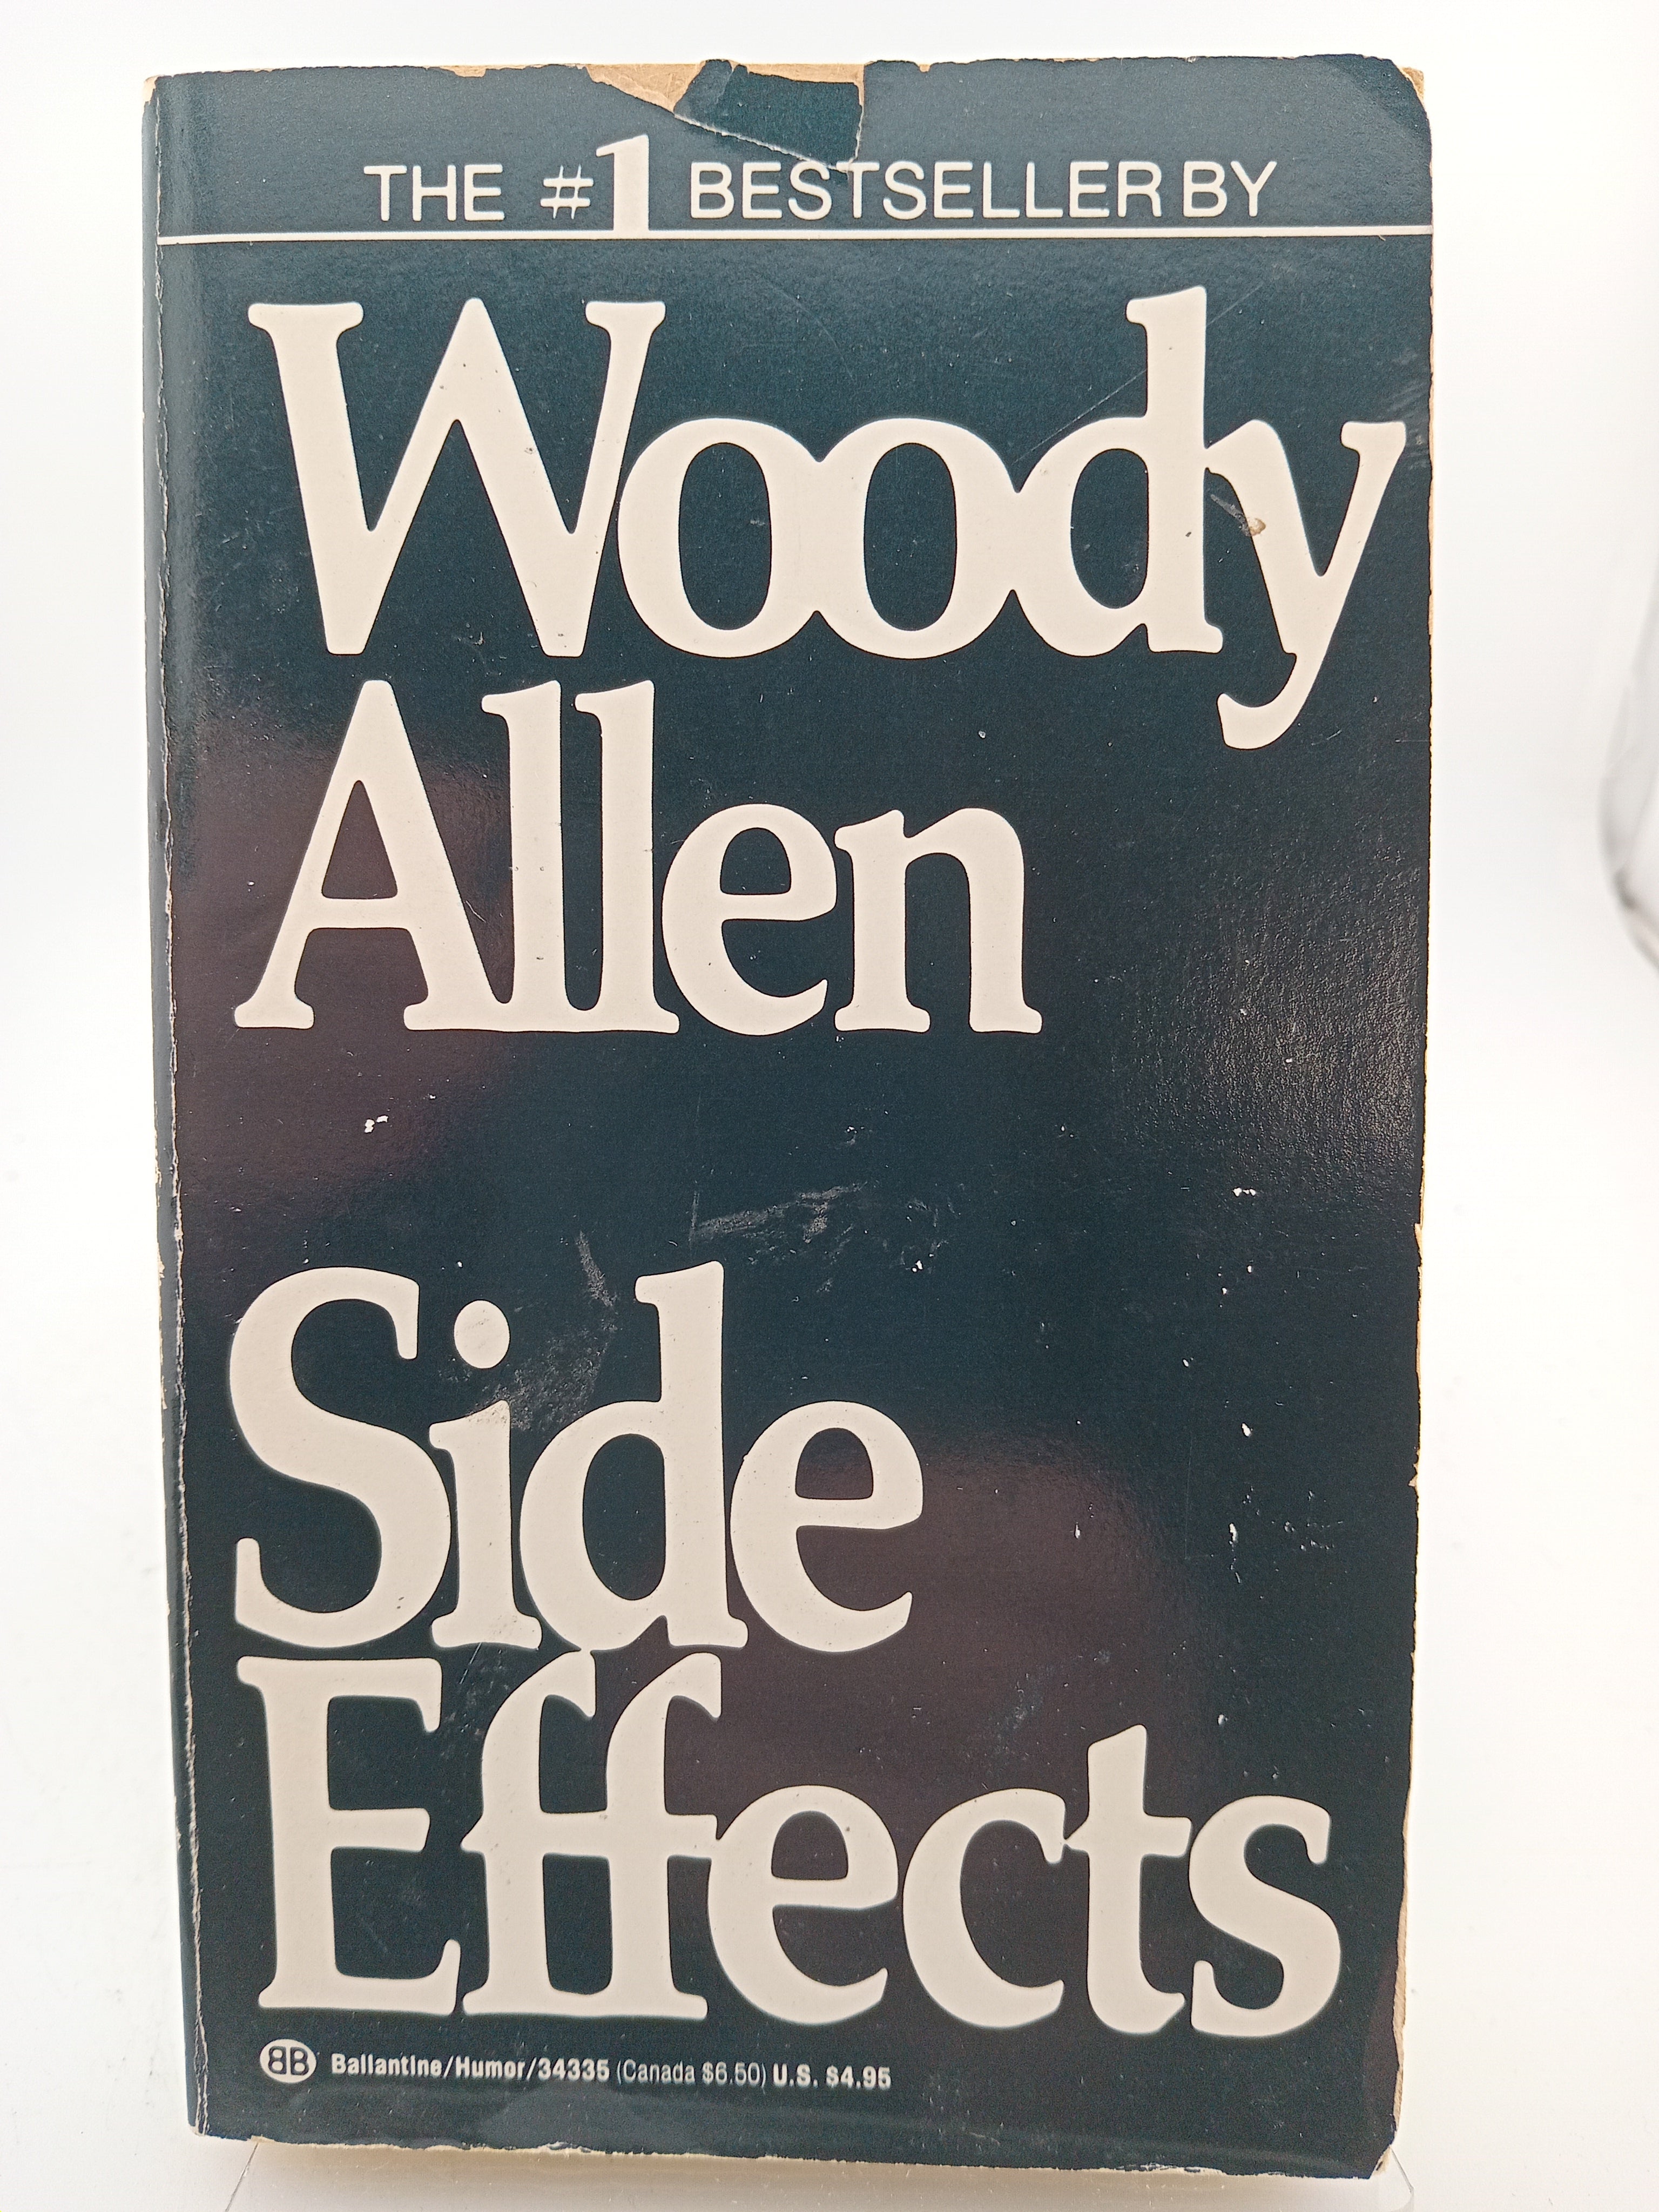 THE #1 BESTSELLER BY
Woody
Allen
Side
Effects
BB Ballantine/Humor/34335 (Canada $6.50) U.S. $4.95